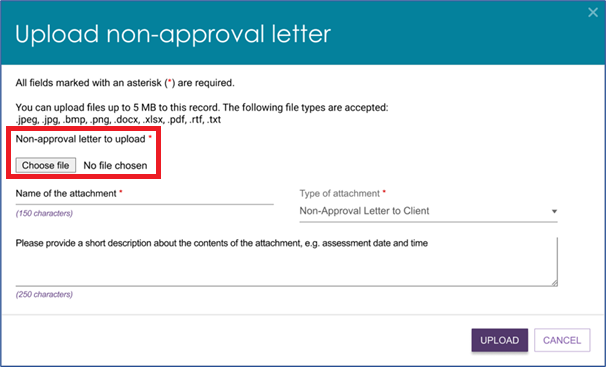 Upload non-approval letter
All fields marked with an asterisk (*) are required.
You can upload files up to 5 MB to this record. The following file types are accepted:
.jpeg, .jpg, .bmp, .png, .docx, .xlsx, .pdf, .rtf, .txt
Non-approval letter to upload *
Choose file No file chosen
Name of the attachment * Type of attachment *
Non-Approval Letter to Client
(150 characters)
Please provide a short description about the contents of the attachment, e.g. assessment date and time
(250 characters)
UPLOAD CANCEL